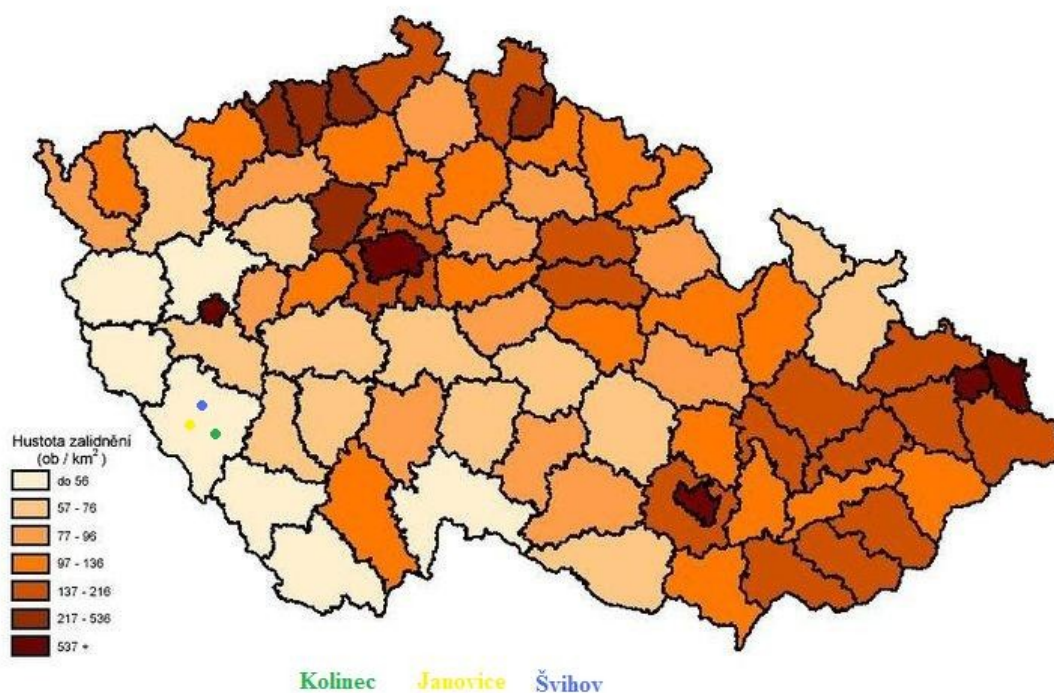 Hustota zalidnění
(ob / km²)
do 56
57 - 76
77 - 96
97 - 136
137 - 216
217 - 536
537 +
Kolinec Janovice Švihov